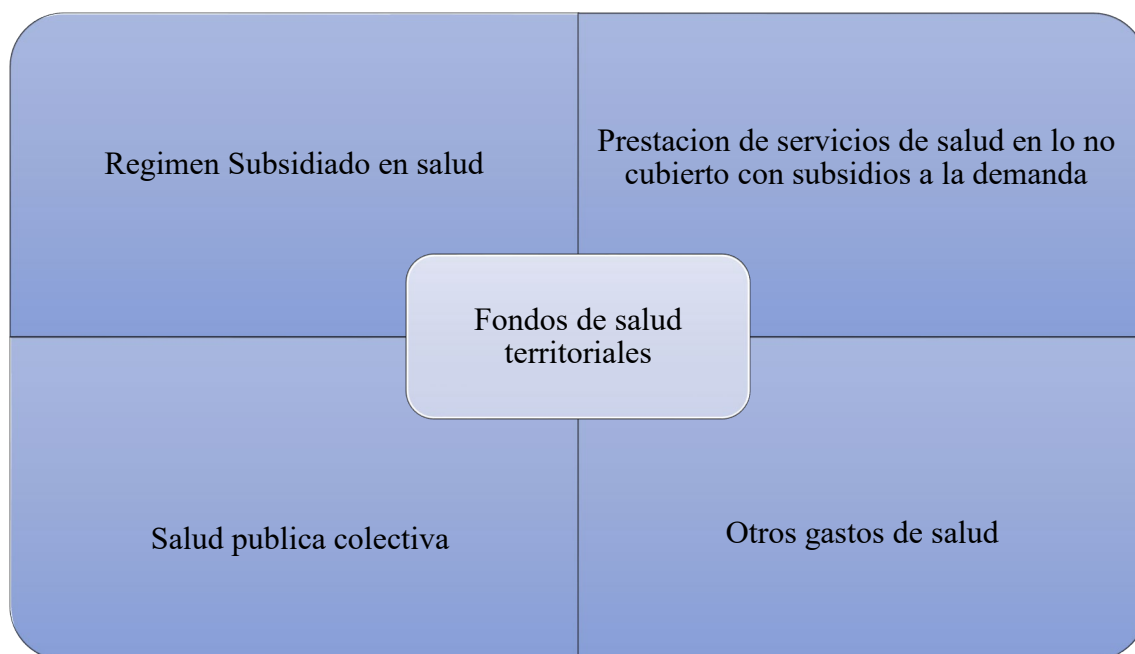 Regimen Subsidiado en salud
Prestacion de servicios de salud en lo no
cubierto con subsidios a la demanda
Fondos de salud
territoriales
Salud publica colectiva
Otros gastos de salud